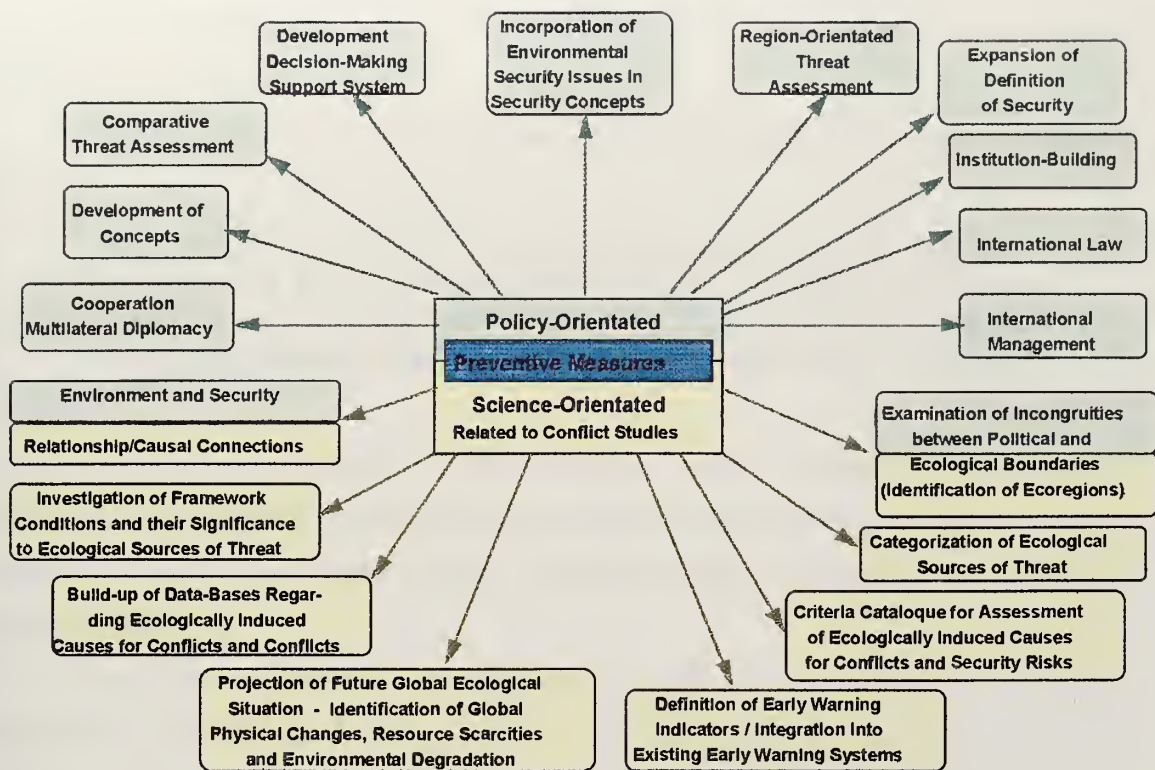 Development
Decision-Making
Support System
Incorporation of
Environmental
Security Issues in
Security Concepts
Region-Orientated
Threat
Assessment
Expansion of
Definition
of Security
Comparative
Threat Assessment
Institution-Building
Development of
Concepts
International Law
Cooperation
Multilateral Diplomacy
International
Management
Policy-Orientated
Preventive Measures
Science-Orientated
Related to Conflict Studies
Environment and Security
Relationship/Causal Connections
Examination of Incongruities
between Political and
Ecological Boundaries
(Identification of Ecoregions)
Investigation of Framework
Conditions and their Significance
to Ecological Sources of Threat
Categorization of Ecological
Sources of Threat
Build-up of Data-Bases Regar-
ding Ecologically Induced
Causes for Conflicts and Conflicts
Criteria Cataloque for Assessment
of Ecologically Induced Causes
for Conflicts and Security Risks
Projection of Future Global Ecological
Situation - Identification of Global
Physical Changes, Resource Scarcities
and Environmental Degradation
Definition of Early Warning
Indicators / Integration into
Existing Early Warning Systems